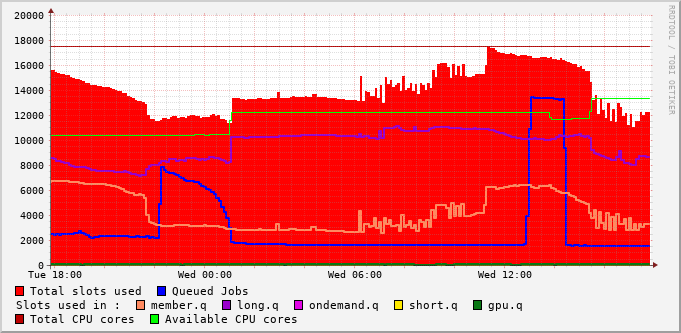 RRDTOOL / TOBI OETIKER
20000
18000
16000
14000
12000
10000
8000
6000
4000
2000
0
Tue 18:00 Wed 00:00 Wed 06:00 Wed 12:00
Total slots used Queued Jobs
Slots used in : member.q long.q ondemand.q short.q gpu.q
Total CPU cores Available CPU cores